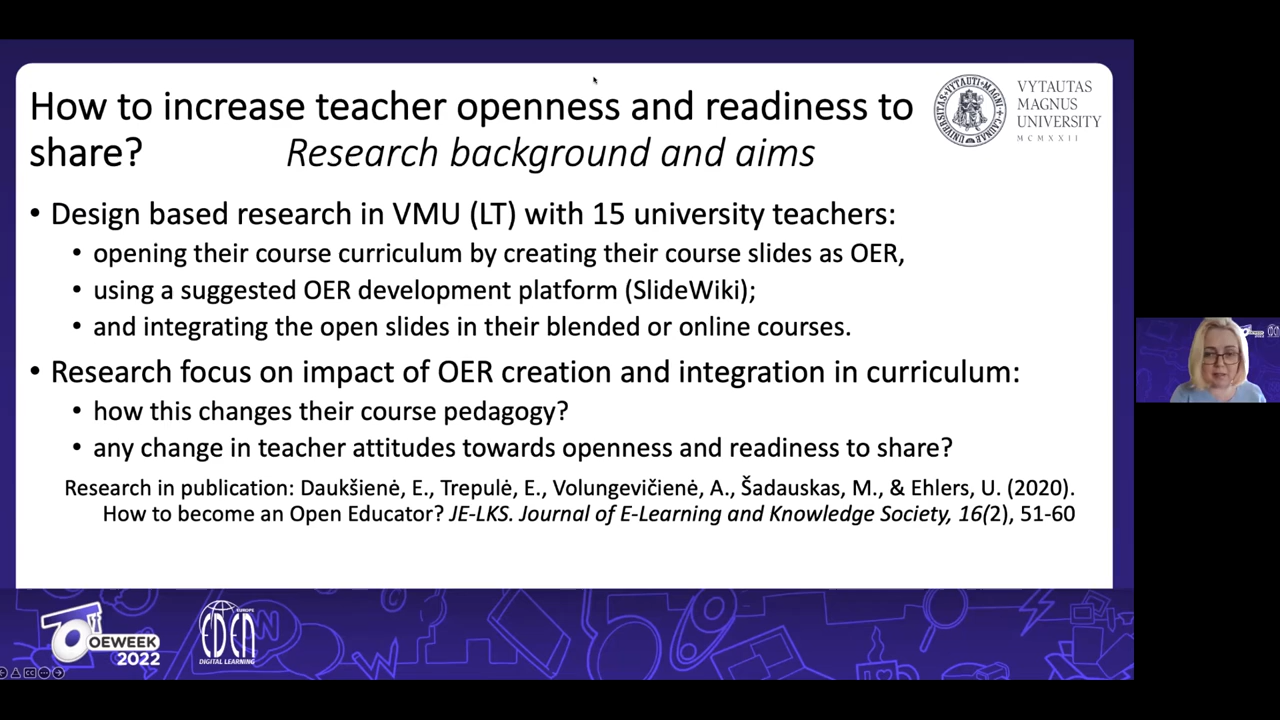 How to increase teacher openness and readiness to
share? Research background and aims
VYTAUTAS
MAGNUS
UNIVERSITY
MCMXXII
• Design based research in VMU (LT) with 15 university teachers:
• opening their course curriculum by creating their course slides as OER,
• using a suggested OER development platform (SlideWiki);
• and integrating the open slides in their blended or online courses.
• Research focus on impact of OER creation and integration in curriculum:
• how this changes their course pedagogy?
• any change in teacher attitudes towards openness and readiness to share?
Research in publication: Daukšienė, E., Trepulė, E., Volungevičienė, A., Šadauskas, M., & Ehlers, U. (2020).
How to become an Open Educator? JE-LKS. Journal of E-Learning and Knowledge Society, 16(2), 51-60
OEWEEK
2022
EUROPE
EDEN
DIGITAL LEARNING